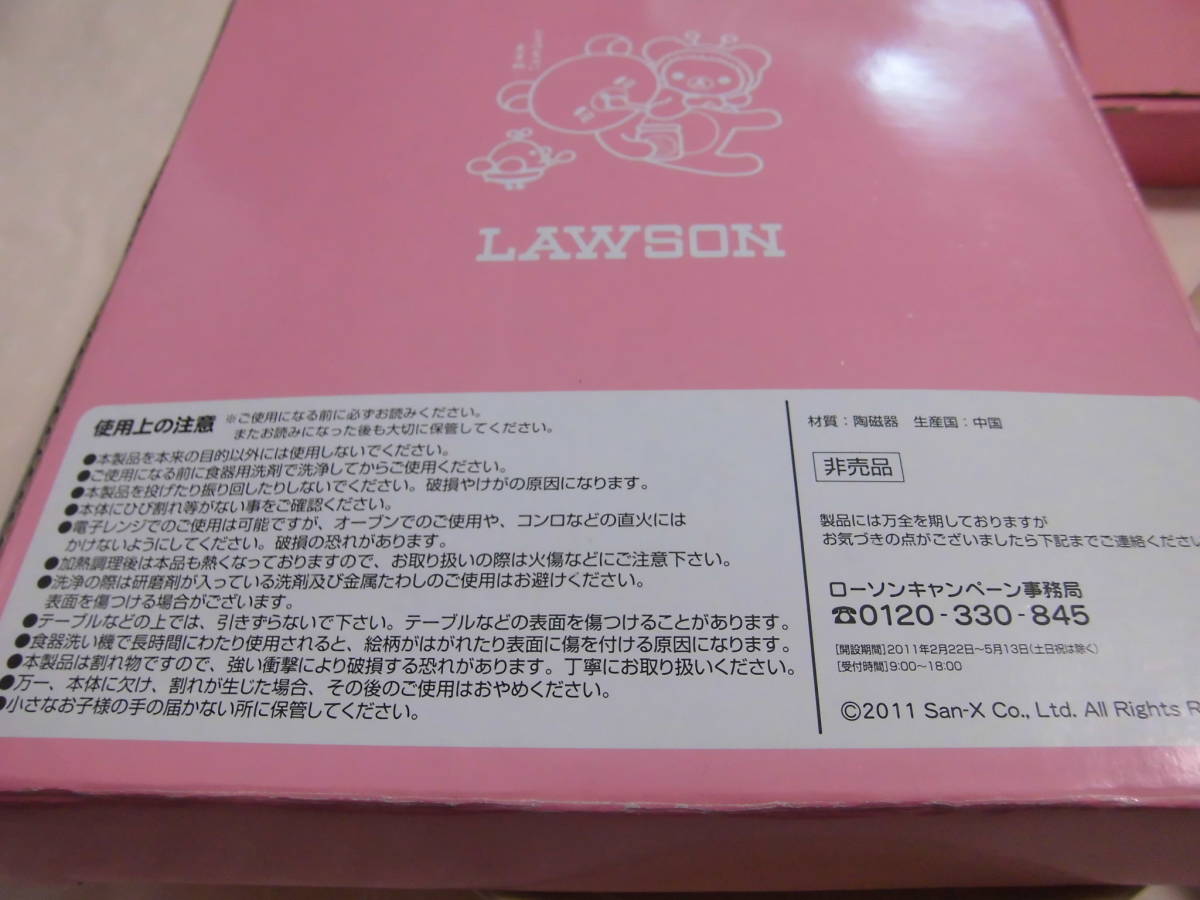 LAWSON
使用上の注意 ※ご使用になる前に必ずお読みください。
またお読みになった後も大切に保管してください。
●本製品を本来の目的以外には使用しないでください。
●ご使用になる前に食器用洗剤で洗浄してからご使用ください。
●本製品を投げたり振り回したりしないでください。破損やけがの原因になります。
●本体にひび割れ等がない事をご確認ください。
●電子レンジでのご使用は可能ですが、オーブンでのご使用や、コンロなどの直火には
かけないようにしてください。破損の恐れがあります。
●加熱調理後は本品も熱くなっておりますので、お取り扱いの際は火傷などにご注意下さい。
●洗浄の際は研磨剤が入っている洗剤及び金属たわしのご使用はお避けください。
表面を傷つける場合がございます。
●テーブルなどの上では、引きずらないで下さい。テーブルなどの表面を傷つけることがあります。
●食器洗い機で長時間にわたり使用されると、絵柄がはがれたり表面に傷を付ける原因になります。
●本製品は割れ物ですので、強い衝撃により破損する恐れがあります。丁寧にお取り扱いください。
●万一、本体に欠け、割れが生じた場合、その後のご使用はおやめください。
●小さなお子様の手の届かない所に保管してください。
材質：陶磁器 生産国：中国
非売品
製品には万全を期しておりますが
お気づきの点がございましたら下記までご連絡ください
ローソンキャンペーン事務局
☎0120-330-845
[開設期間]2011年2月22日〜5月13日(土日祝は除く)
[受付時間]9:00〜18:00
©2011 San-X Co., Ltd. All Rights R